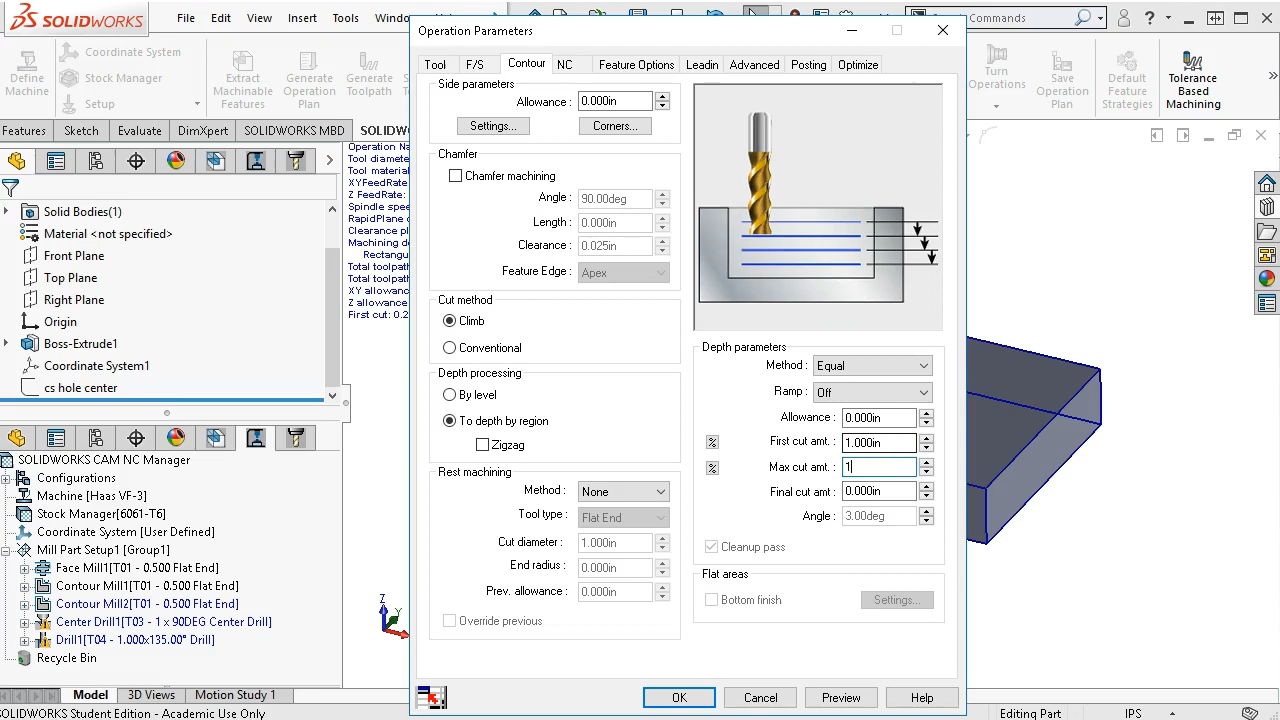 SOLIDWORKS
File
Edit
View
Insert
Tools
Operation Parameters
Commands
?
Define
Machine
Coordinate System
Stock Manager
Setup
Extract
Machinable
Features
Generate
Operation
Plan
Generate
Toolpath
Turn
Operations
Save
Operation
Plan
Default
Feature
Strategies
Tolerance
Based
Machining
Features
Sketch
Evaluate
DimXpert
SOLIDWORKS MBD
Tool
F/S
Contour
NC
Feature Options
Leadin
Advanced
Posting
Optimize
Side parameters
Allowance :
0.000in
Settings...
Corners...
Chamfer
Chamfer machining
Angle :
90.00deg
Length :
0.000in
Clearance :
0.025in
Feature Edge :
Apex
Cut method
Climb
Conventional
Depth processing
By level
To depth by region
Zigzag
Rest machining
Method :
None
Tool type :
Flat End
Cut diameter :
1.000in
End radius :
0.000in
Prev. allowance :
0.000in
Override previous
Depth parameters
Method :
Equal
Ramp :
Off
Allowance :
0.000in
%
First cut amt. :
1.000in
%
Max cut amt. :
1
Final cut amt :
0.000in
Angle :
3.00deg
Cleanup pass
Flat areas
Bottom finish
Settings...
OK
Cancel
Preview
Help
Solid Bodies(1)
Material <not specified>
Front Plane
Top Plane
Right Plane
Origin
Boss-Extrude1
Coordinate System1
cs hole center
SOLIDWORKS CAM NC Manager
Configurations
Machine [Haas VF-3]
Stock Manager[6061-T6]
Coordinate System [User Defined]
Mill Part Setup1 [Group1]
Face Mill1[T01 - 0.500 Flat End]
Contour Mill1[T01 - 0.500 Flat End]
Contour Mill2[T01 - 0.500 Flat End]
Center Drill1[T03 - 1 x 90DEG Center Drill]
Drill1[T04 - 1.000x135.00° Drill]
Recycle Bin
Z
Y
Model
3D Views
Motion Study 1
SOLIDWORKS Student Edition - Academic Use Only
Editing Part
IPS